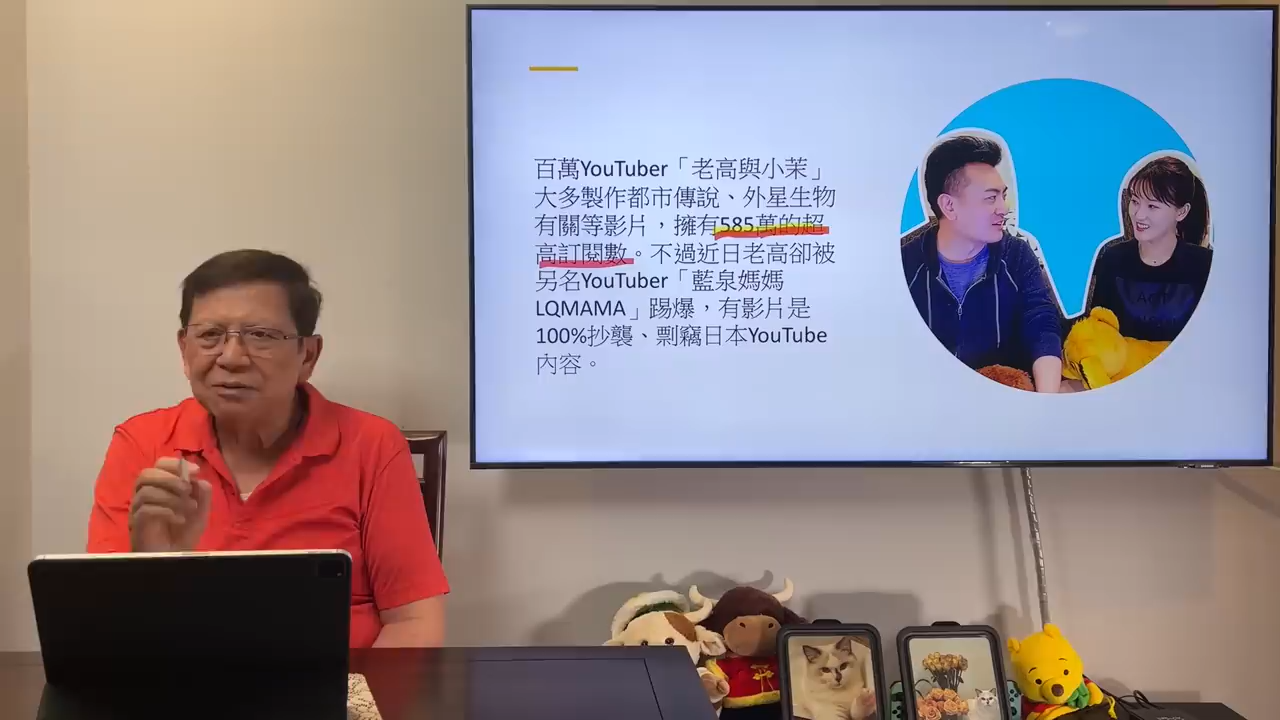 百萬YouTuber「老高與小茉」
大多製作都市傳說、外星生物
有關等影片，擁有585萬的超
高訂閱數。不過近日老高卻被
另名YouTuber「藍泉媽媽
LQMAMA」踢爆，有影片是
100%抄襲、剽竊日本YouTube
內容。